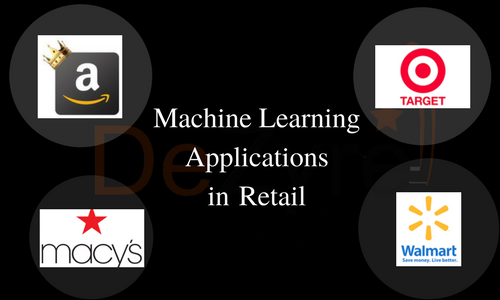 a
TARGET
Machine Learning
Applications
in Retail
macy's
Walmart
Save money. Live better.